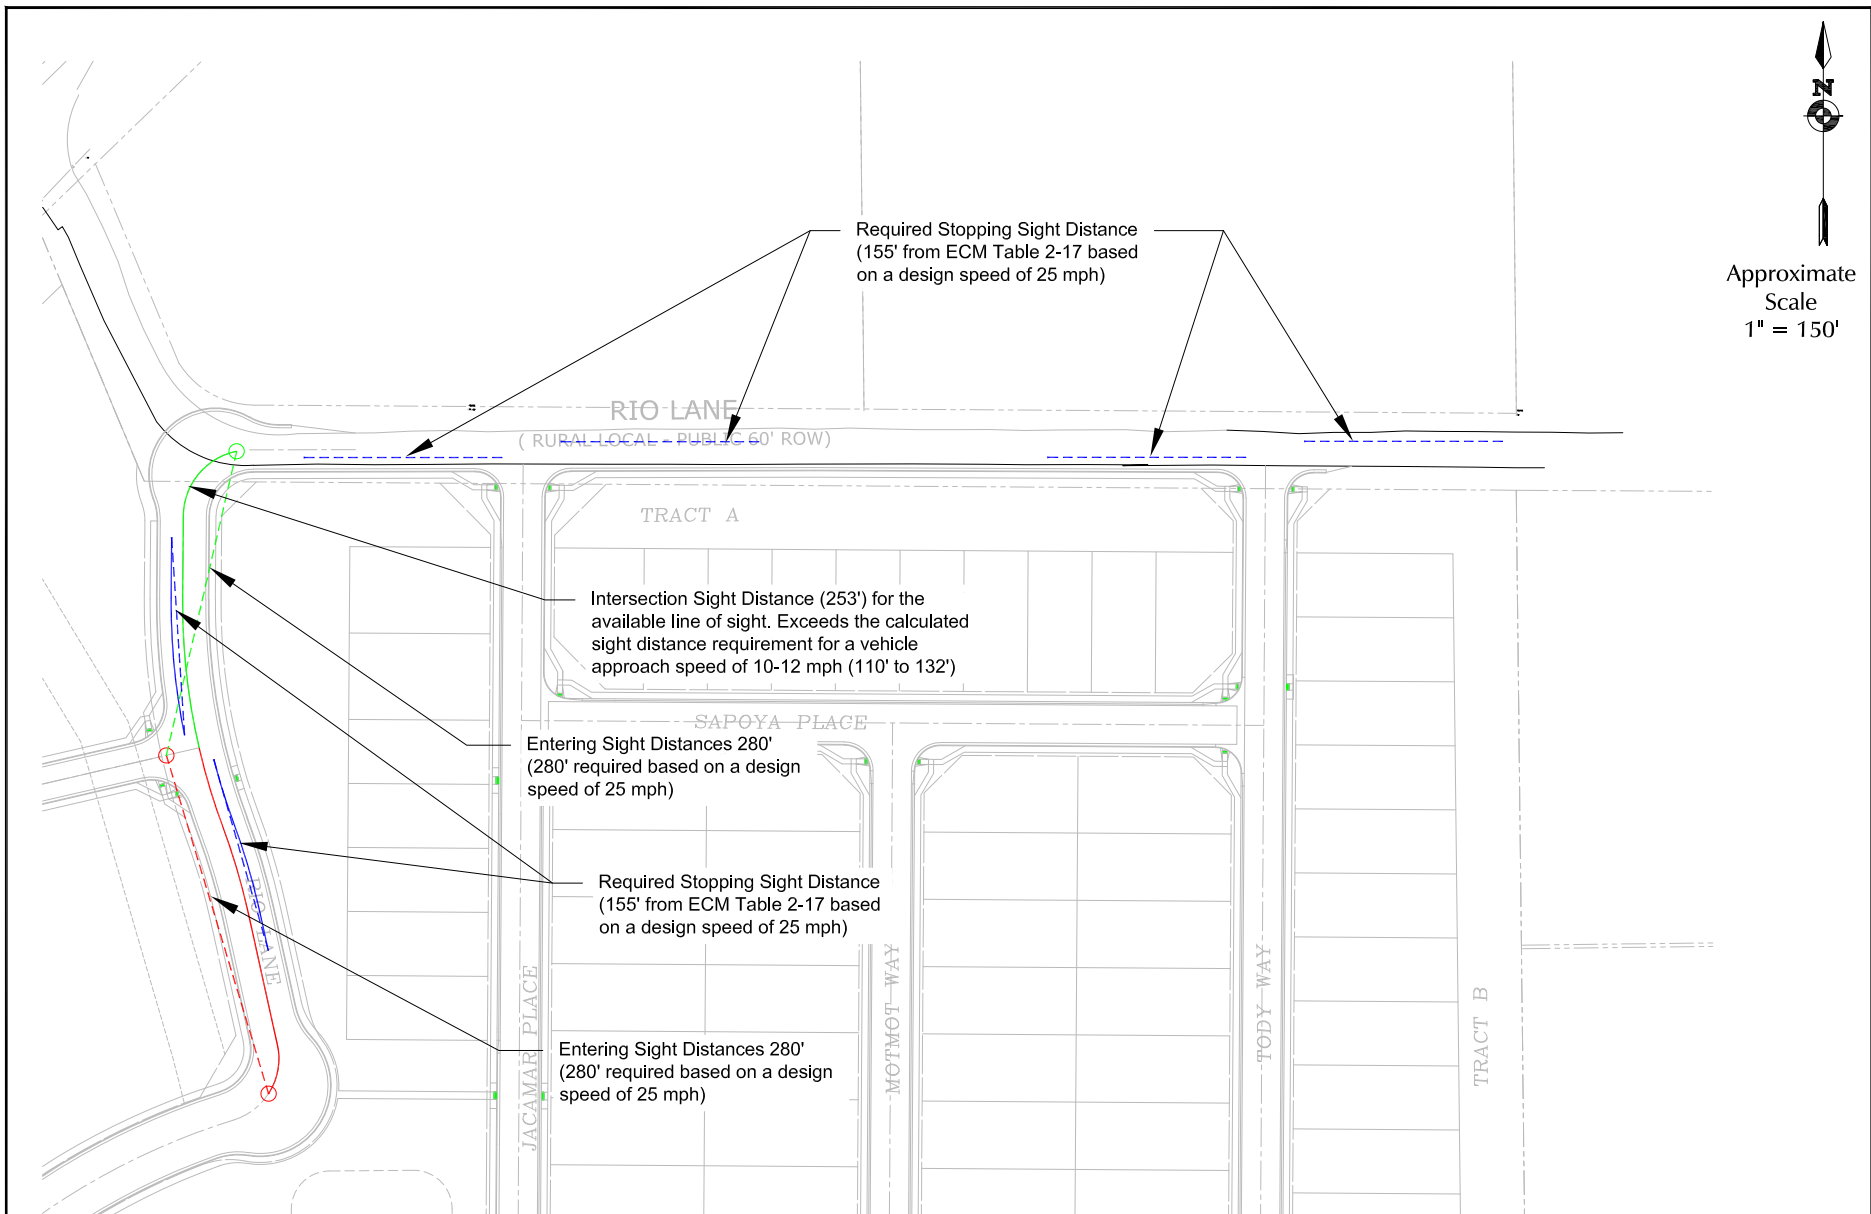 N
Approximate
Scale
1" = 150'
Required Stopping Sight Distance
(155' from ECM Table 2-17 based
on a design speed of 25 mph)
RIO LANE
( RURAL LOCAL - PUBLIC 60' ROW)
TRACT A
Intersection Sight Distance (253') for the
available line of sight. Exceeds the calculated
sight distance requirement for a vehicle
approach speed of 10-12 mph (110' to 132')
SAPOYA PLACE
Entering Sight Distances 280'
(280' required based on a design
speed of 25 mph)
Required Stopping Sight Distance
(155' from ECM Table 2-17 based
on a design speed of 25 mph)
RIO LANE
Entering Sight Distances 280'
(280' required based on a design
speed of 25 mph)
JACAMAR PLACE
MOTMOT WAY
TODY WAY
TRACT B